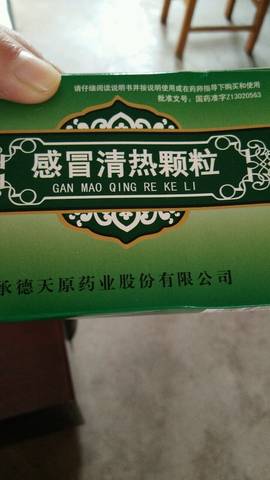 请仔细阅读说明书并按说明使用或在药师指导下购买和使用
批准文号：国药准字Z13020563
感冒清热颗粒
GAN MAO QING RE KE LI
承德天原药业股份有限公司